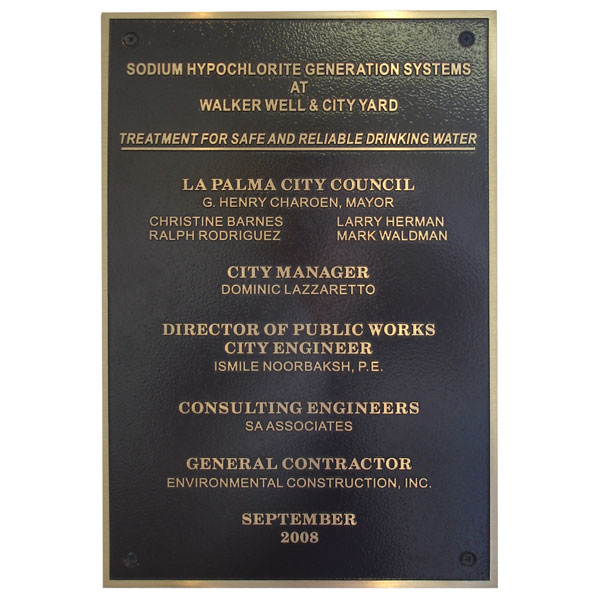 SODIUM HYPOCHLORITE GENERATION SYSTEMS
AT
WALKER WELL & CITY YARD
TREATMENT FOR SAFE AND RELIABLE DRINKING WATER
LA PALMA CITY COUNCIL
G. HENRY CHAROEN, MAYOR
CHRISTINE BARNES LARRY HERMAN
RALPH RODRIGUEZ MARK WALDMAN
CITY MANAGER
DOMINIC LAZZARETTO
DIRECTOR OF PUBLIC WORKS
CITY ENGINEER
ISMILE NOORBAKSH, P.E.
CONSULTING ENGINEERS
SA ASSOCIATES
GENERAL CONTRACTOR
ENVIRONMENTAL CONSTRUCTION, INC.
SEPTEMBER
2008